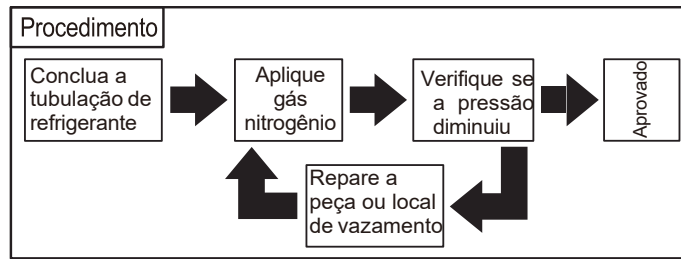 Procedimento
Conclua a
tubulação de
refrigerante
Aplique
gás
nitrogênio
Verifique se
a pressão
diminuiu
Aprovado
Repare a
peça ou local
de vazamento